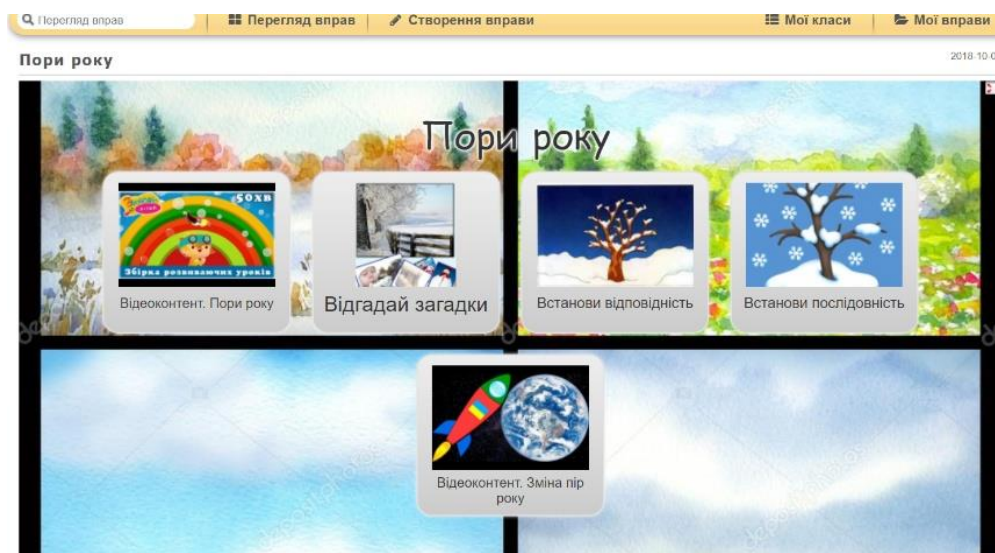 Перегляд вправ
Перегляд вправ
Створення вправи
Мої класи
Мої вправи
Пори року
Пори року
50ХВ
Збірка розвиваючих уроків
Відеоконтент. Пори року
Відгадай загадки
Встанови відповідність
Встанови послідовність
Відеоконтент. Зміна пір
року